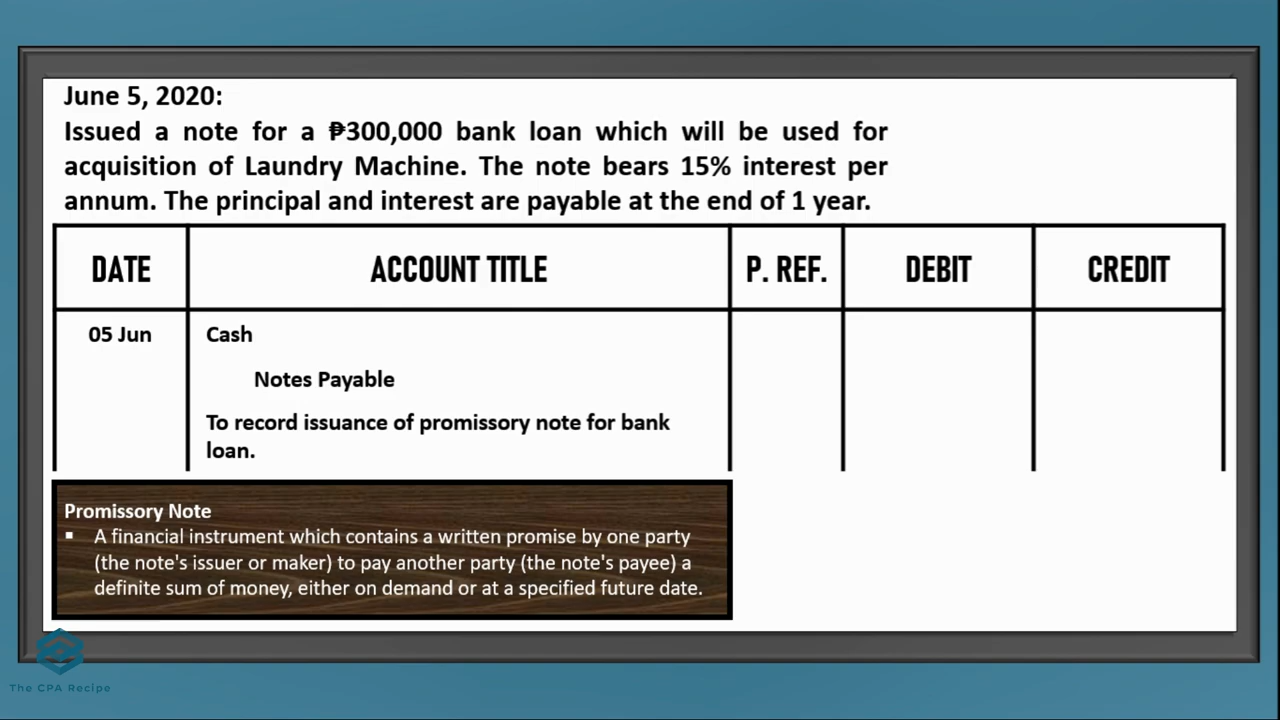 June 5, 2020:
Issued a note for a ₱300,000 bank loan which will be used for
acquisition of Laundry Machine. The note bears 15% interest per
annum. The principal and interest are payable at the end of 1 year.
DATE ACCOUNT TITLE P. REF. DEBIT CREDIT
05 Jun Cash
Notes Payable
To record issuance of promissory note for bank
loan.
Promissory Note
▪ A financial instrument which contains a written promise by one party
(the note's issuer or maker) to pay another party (the note's payee) a
definite sum of money, either on demand or at a specified future date.
The CPA Recipe